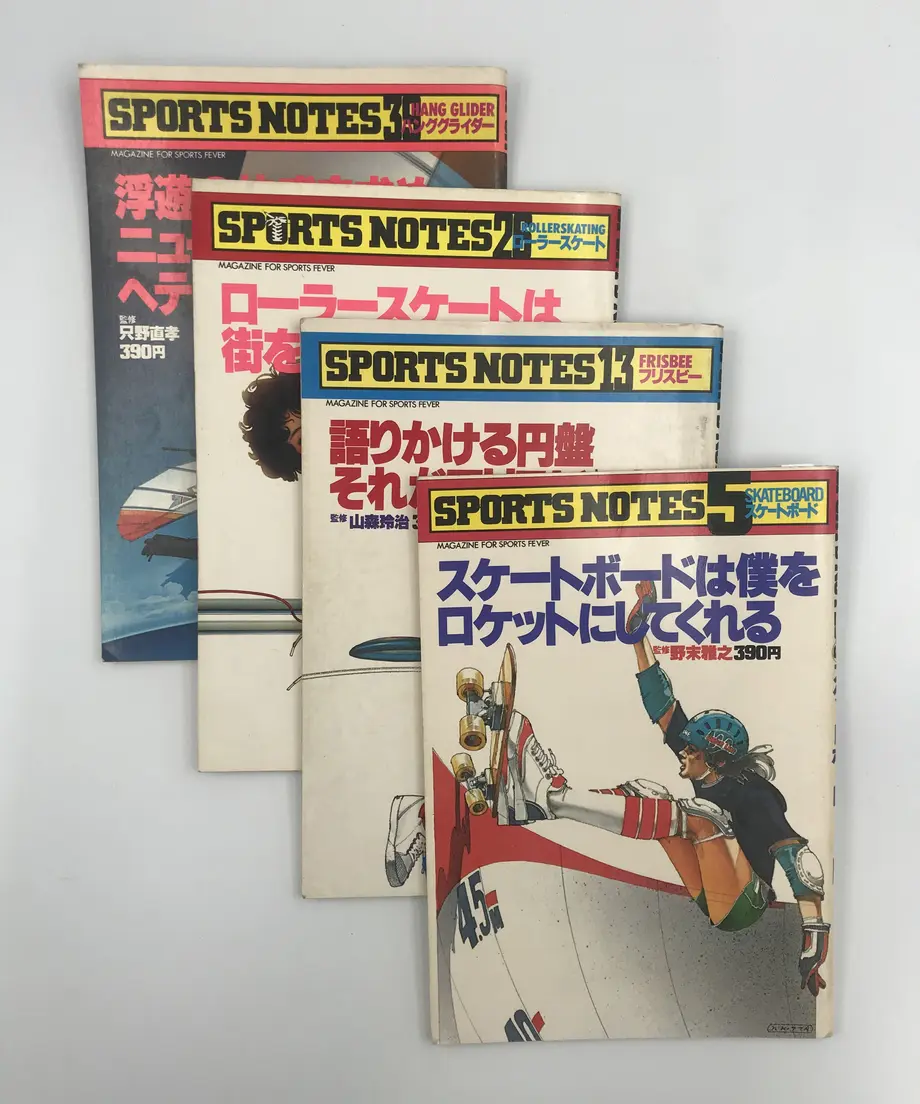 SPORTS NOTES
HANG GLIDER
ハンググライダー
MAGAZINE FOR SPORTS FEVER
浮遊
ニュ
へテ
監修
只野直孝
390円
SPORTS NOTES
ROLLERSKATING
ローラースケート
MAGAZINE FOR SPORTS FEVER
ローラースケートは
街を
SPORTS NOTES 13
FRISBEE
フリスビー
MAGAZINE FOR SPORTS FEVER
語りかける円盤
それが
監修 山森玲治
SPORTS NOTES 5
SKATEBOARD
スケートボード
MAGAZINE FOR SPORTS FEVER
スケートボードは僕を
ロケットにしてくれる
監修 野末雅之 390円
4.5m